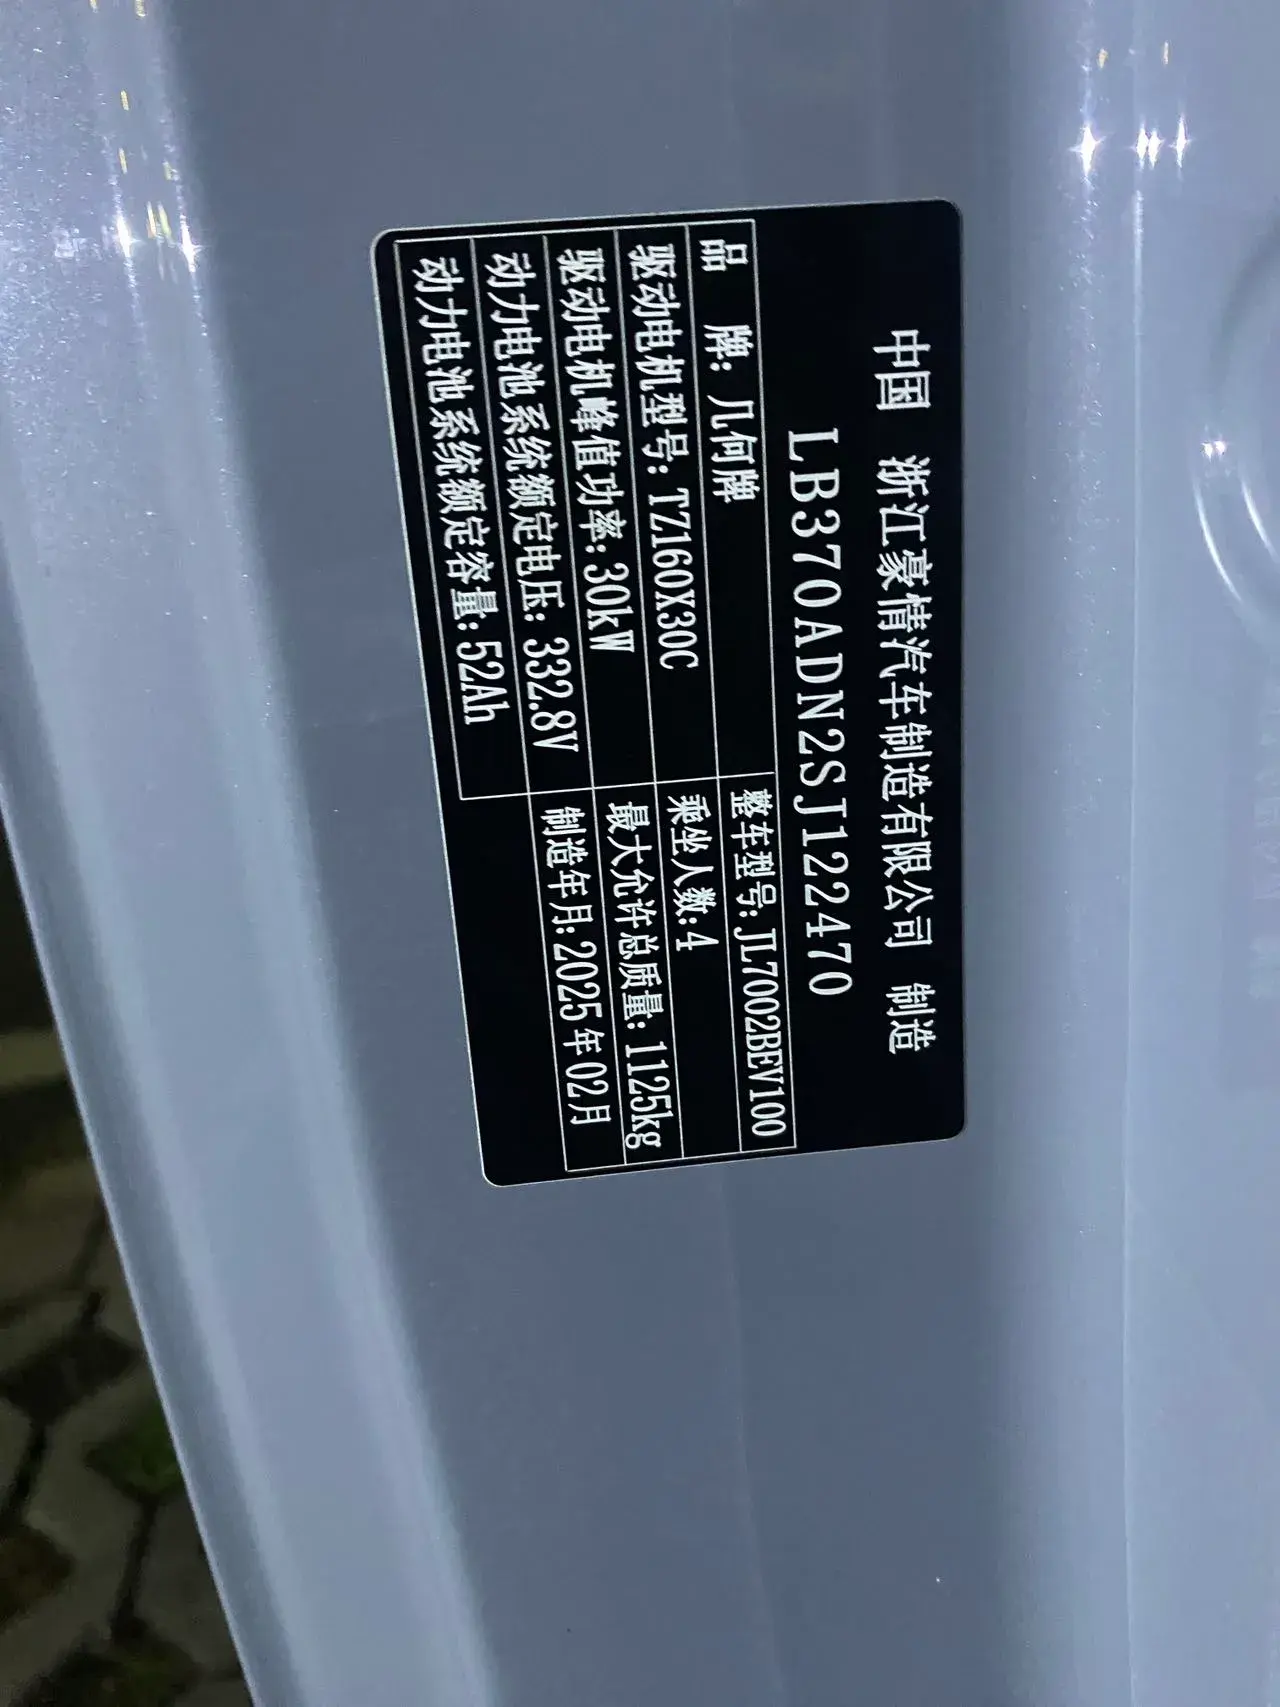 中国 浙江豪情汽车制造有限公司 制造
LB370ADN2SJ122470
品 牌: 几何牌 整车型号: JL7002BEV100
驱动电机型号: TZ160X30C 乘坐人数: 4
驱动电机峰值功率: 30kW 最大允许总质量: 1125kg
动力电池系统额定电压: 332.8V 制造年月: 2025年02月
动力电池系统额定容量: 52Ah